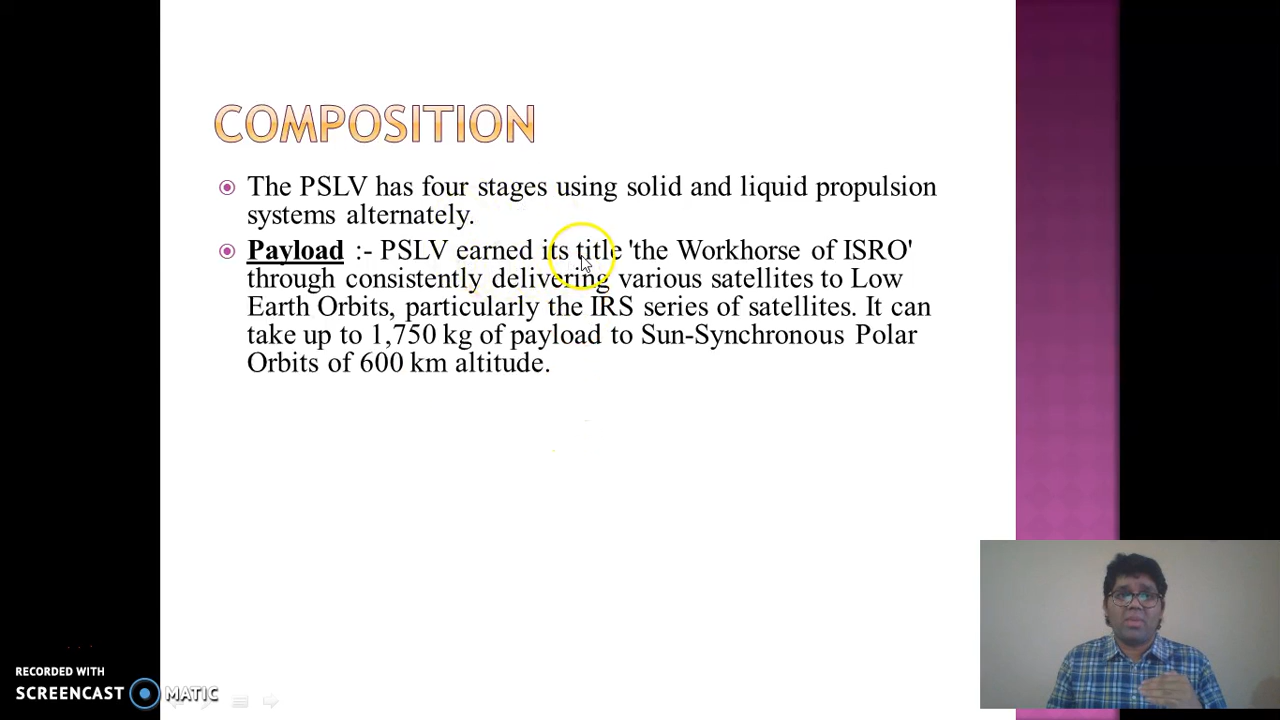 COMPOSITION
The PSLV has four stages using solid and liquid propulsion
systems alternately.
Payload :- PSLV earned its title 'the Workhorse of ISRO'
through consistently delivering various satellites to Low
Earth Orbits, particularly the IRS series of satellites. It can
take up to 1,750 kg of payload to Sun-Synchronous Polar
Orbits of 600 km altitude.
RECORDED WITH
SCREENCAST MATIC